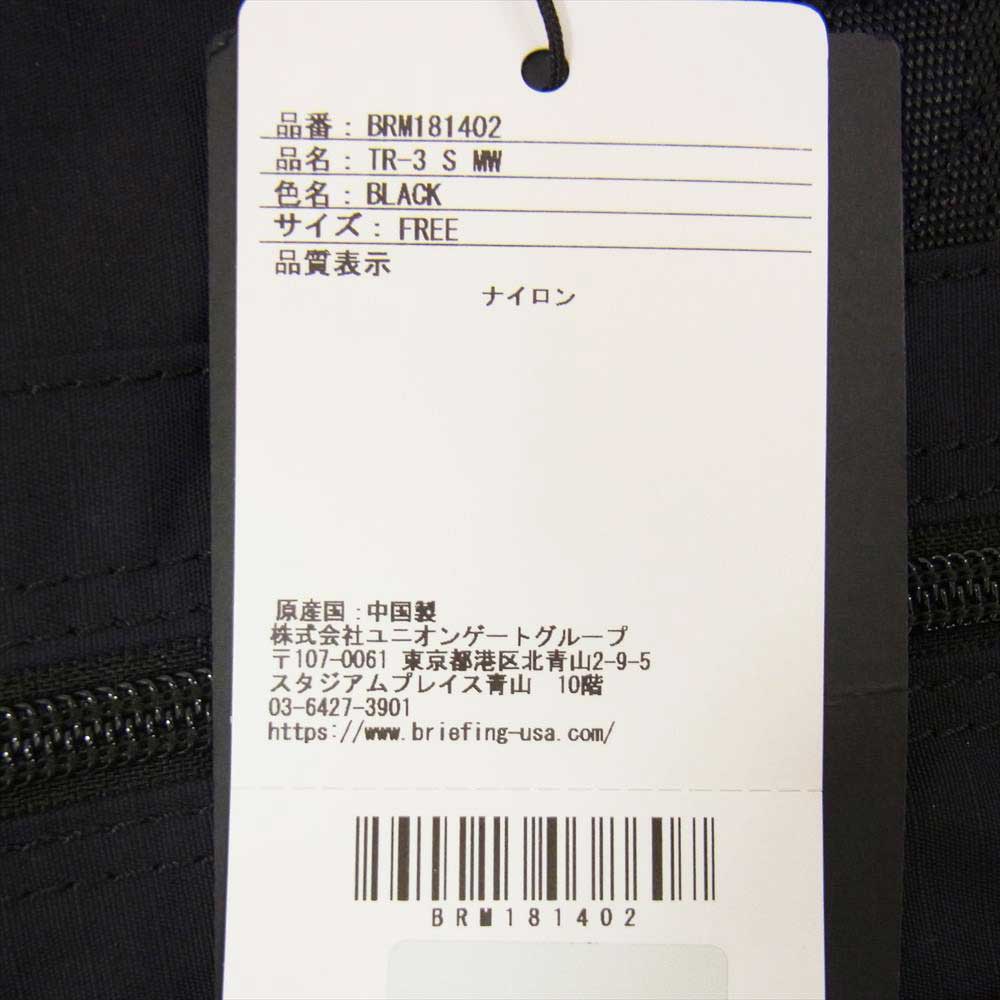 品番： BRM181402
品名： TR-3 S MW
色名： BLACK
サイズ： FREE
品質表示
ナイロン
原産国：中国製
株式会社ユニオンゲートグループ
〒107-0061 東京都港区北青山2-9-5
スタジアムプレイス青山　10階
03-6427-3901
https://www.briefing-usa.com/
BRM181402